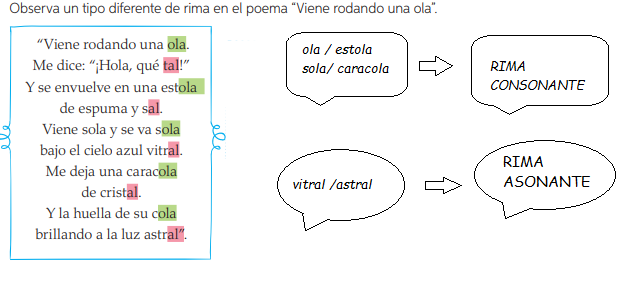 Observa un tipo diferente de rima en el poema “Viene rodando una ola”.
“Viene rodando una ola.
Me dice: “¡Hola, qué tal!”
Y se envuelve en una estola
de espuma y sal.
Viene sola y se va sola
bajo el cielo azul vitral.
Me deja una caracola
de cristal.
Y la huella de su cola
brillando a la luz astral”.
ola / estola
sola/ caracola
RIMA
CONSONANTE
vitral /astral
RIMA
ASONANTE